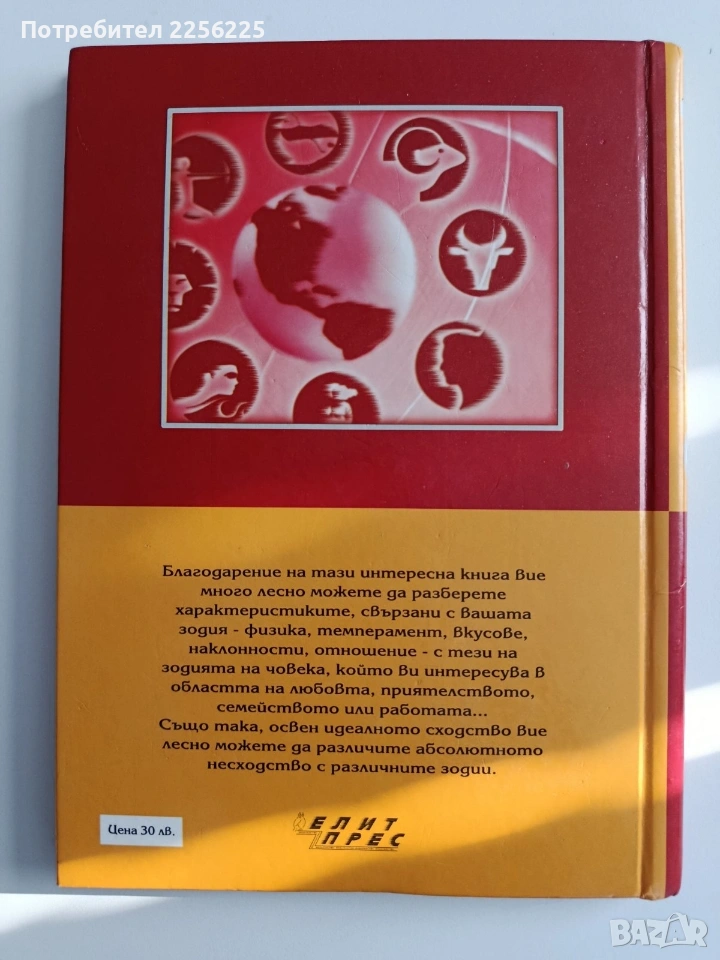 Потребител 2256225
Благодарение на тази интересна книга вие
много лесно можете да разберете
характеристиките, свързани с вашата
зодия - физика, темперамент, вкусове,
наклонности, отношение - с тези на
зодията на човека, който ви интересува в
областта на любовта, приятелството,
семейството или работата...
Също така, освен идеалното сходство вие
лесно можете да различите абсолютното
несходство с различните зодии.
Цена 30 лв.
ЕЛИТ
ПРЕС
BAZAR